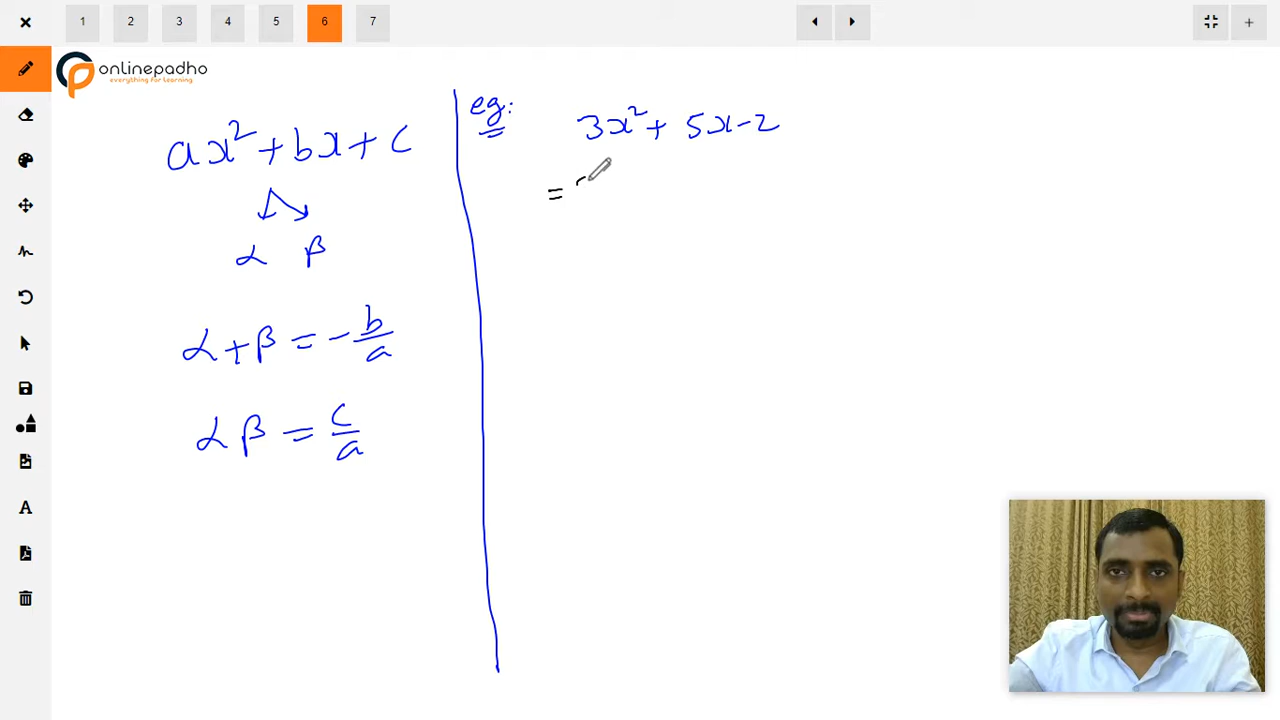 1 2 3 4 5 6 7
onlinepadho
everything for learning
ax² + bx + c
α β
α + β = - b/a
αβ = c/a
eg:
3x² + 5x - 2
=
A